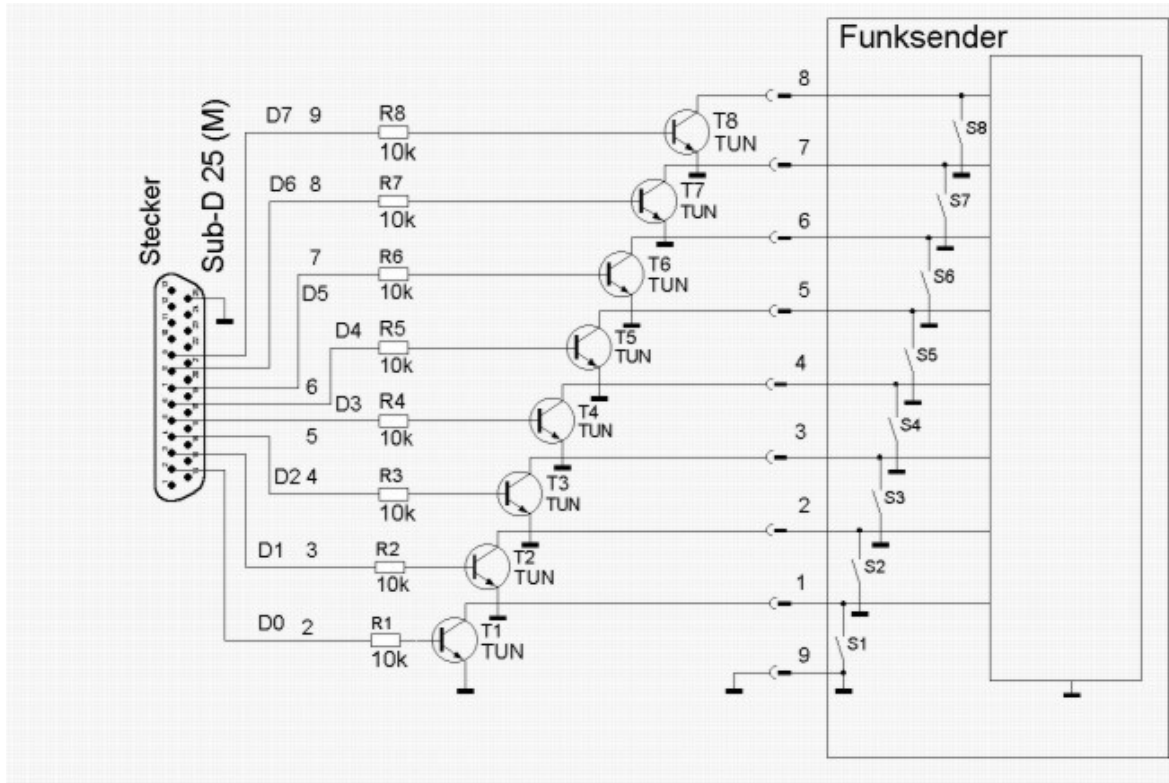 Funksender
Stecker
Sub-D 25 (M)
8
S8
D7 9
R8
10k
T8
TUN
7
S7
D6 8
R7
10k
T7
TUN
6
S6
7
D5
R6
10k
T6
TUN
5
S5
D4
6
R5
10k
T5
TUN
4
S4
D3
5
R4
10k
T4
TUN
3
S3
D2 4
R3
10k
T3
TUN
2
S2
D1 3
R2
10k
T2
TUN
1
S1
D0 2
R1
10k
T1
TUN
9